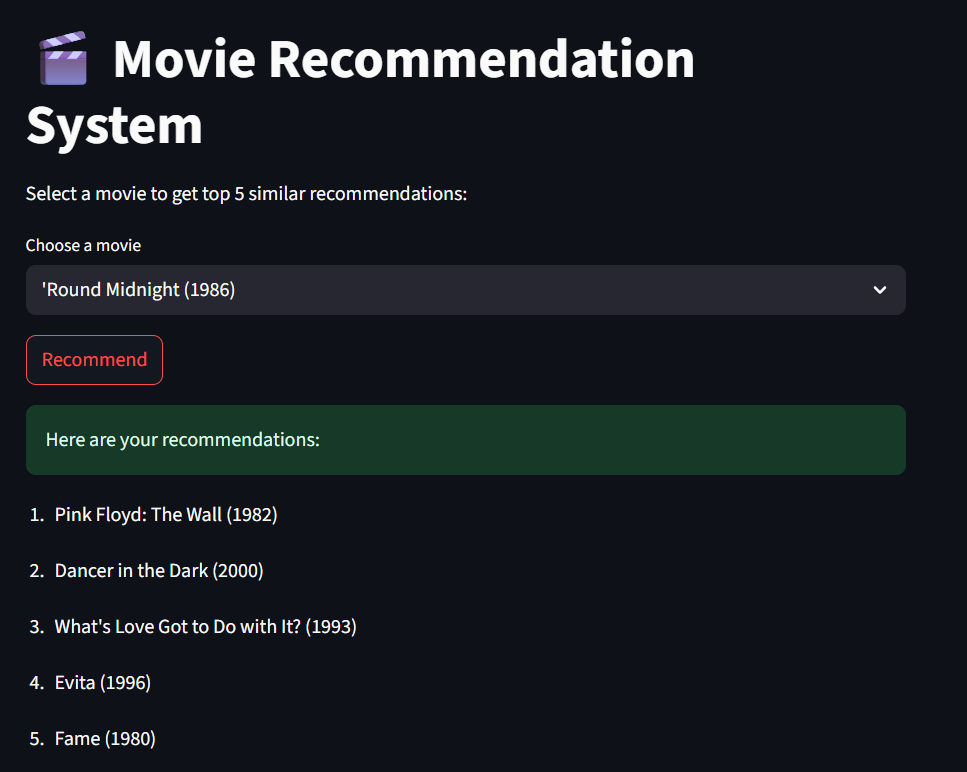 Movie Recommendation
System
Select a movie to get top 5 similar recommendations:
Choose a movie
'Round Midnight (1986)
Recommend
Here are your recommendations:
1. Pink Floyd: The Wall (1982)
2. Dancer in the Dark (2000)
3. What's Love Got to Do with It? (1993)
4. Evita (1996)
5. Fame (1980)